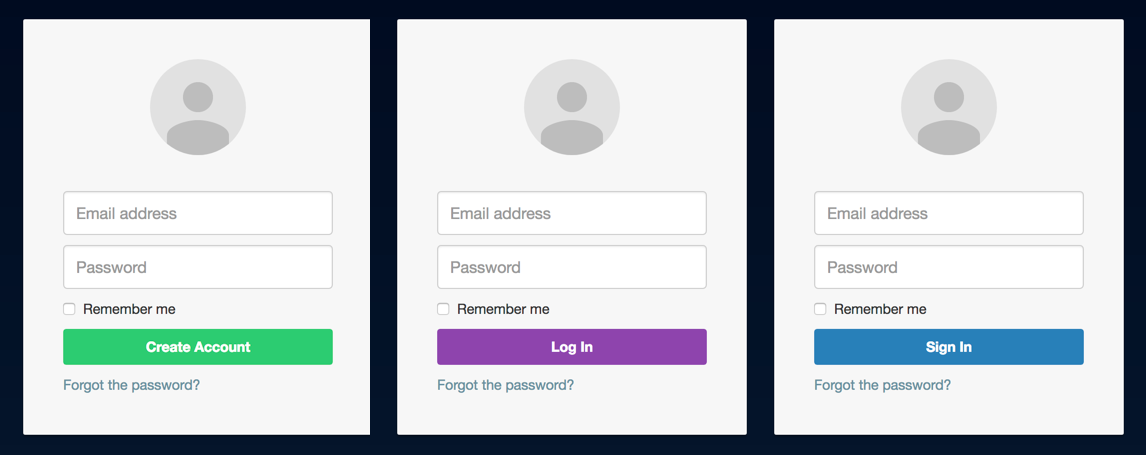 Email address
Password
Remember me
Create Account
Forgot the password?
Email address
Password
Remember me
Log In
Forgot the password?
Email address
Password
Remember me
Sign In
Forgot the password?